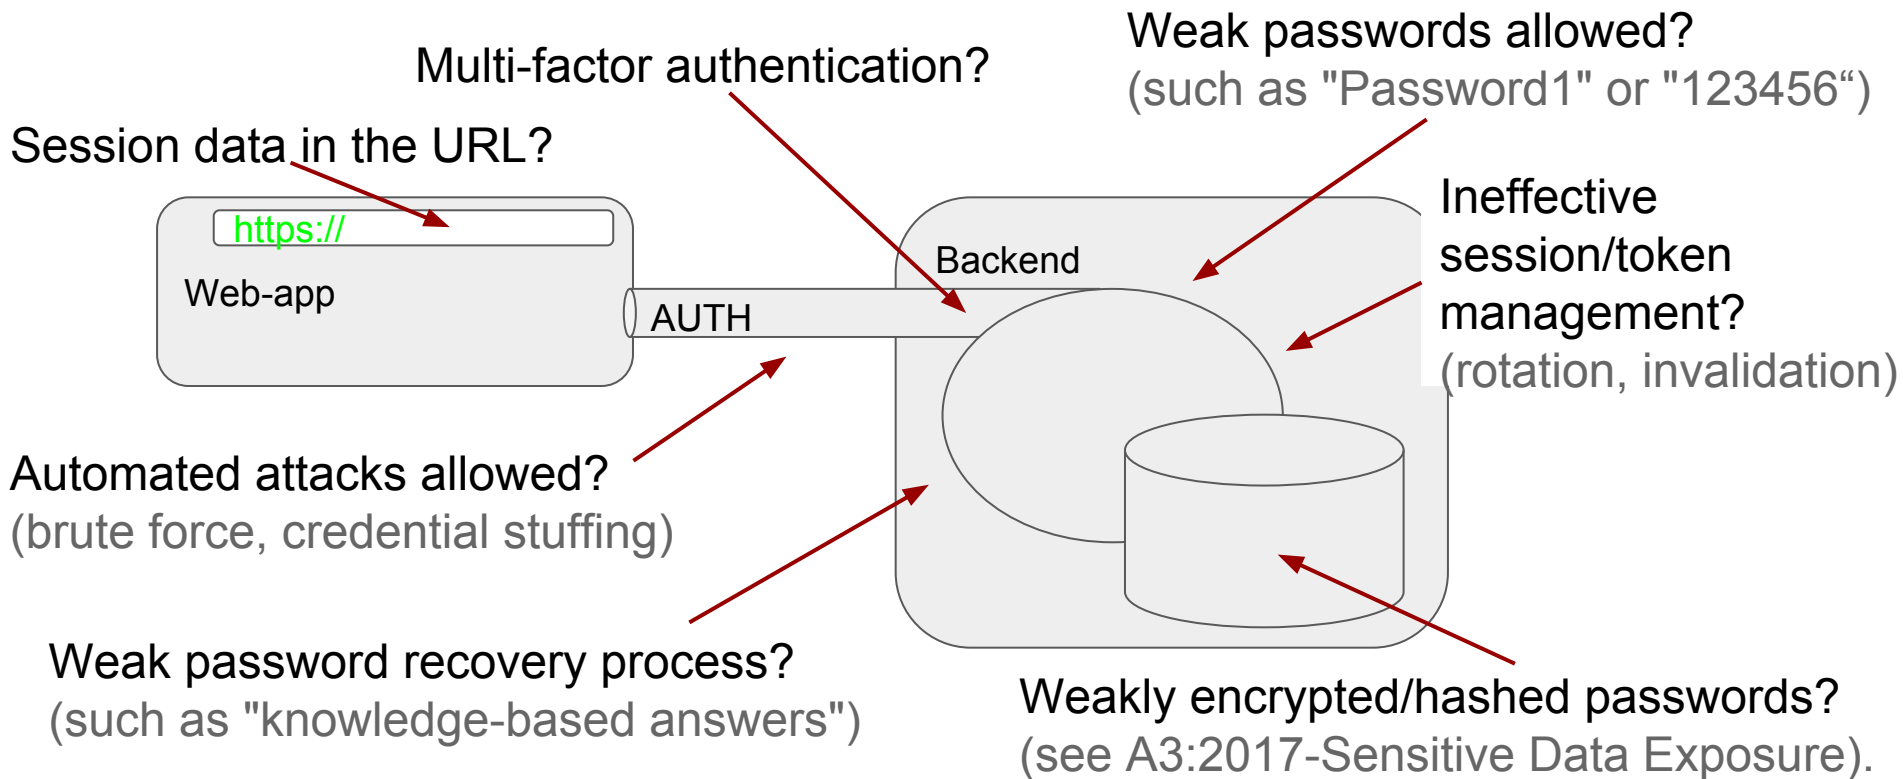 Multi-factor authentication?
Weak passwords allowed?
(such as "Password1" or "123456“)
Session data in the URL?
https://
Web-app
AUTH
Backend
Ineffective
session/token
management?
(rotation, invalidation)
Automated attacks allowed?
(brute force, credential stuffing)
Weak password recovery process?
(such as "knowledge-based answers")
Weakly encrypted/hashed passwords?
(see A3:2017-Sensitive Data Exposure).